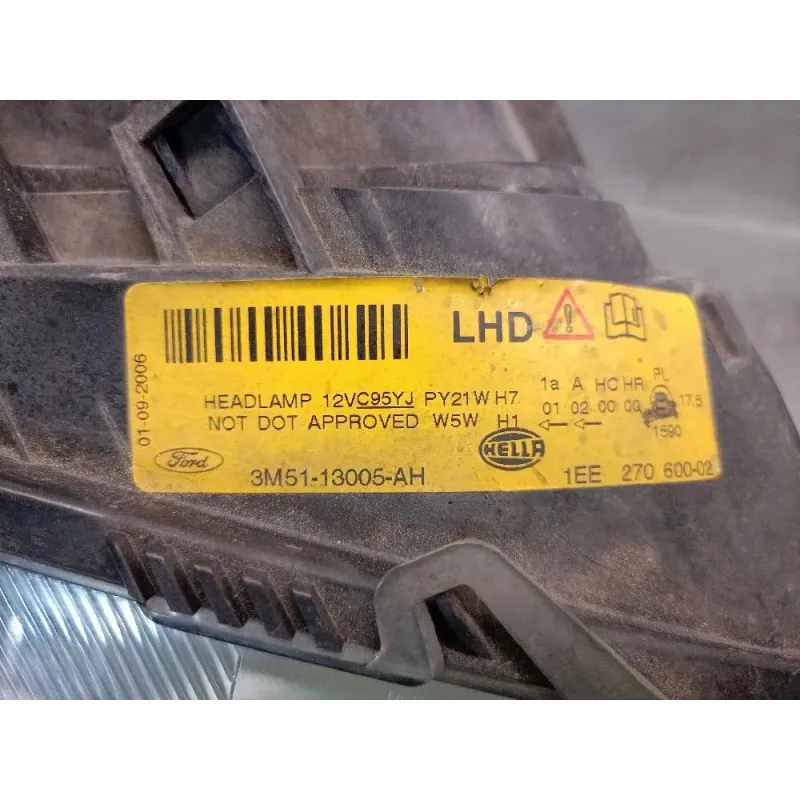 01-09-2006
LHD
HEADLAMP 12VC95YJ PY21W H7
NOT DOT APPROVED W5W H1
1a A HC HR PL
01 02 00 00 17.5
1590
Ford
3M51-13005-AH
HELLA
1EE 270 600-02